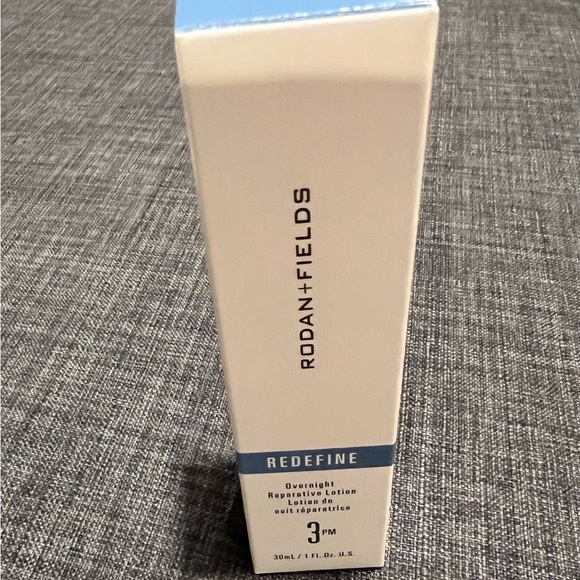 RODAN+FIELDS
REDEFINE
Overnight
Reparative Lotion
Lotion de
nuit réparatrice
3PM
30mL / 1 Fl. Oz. U.S.